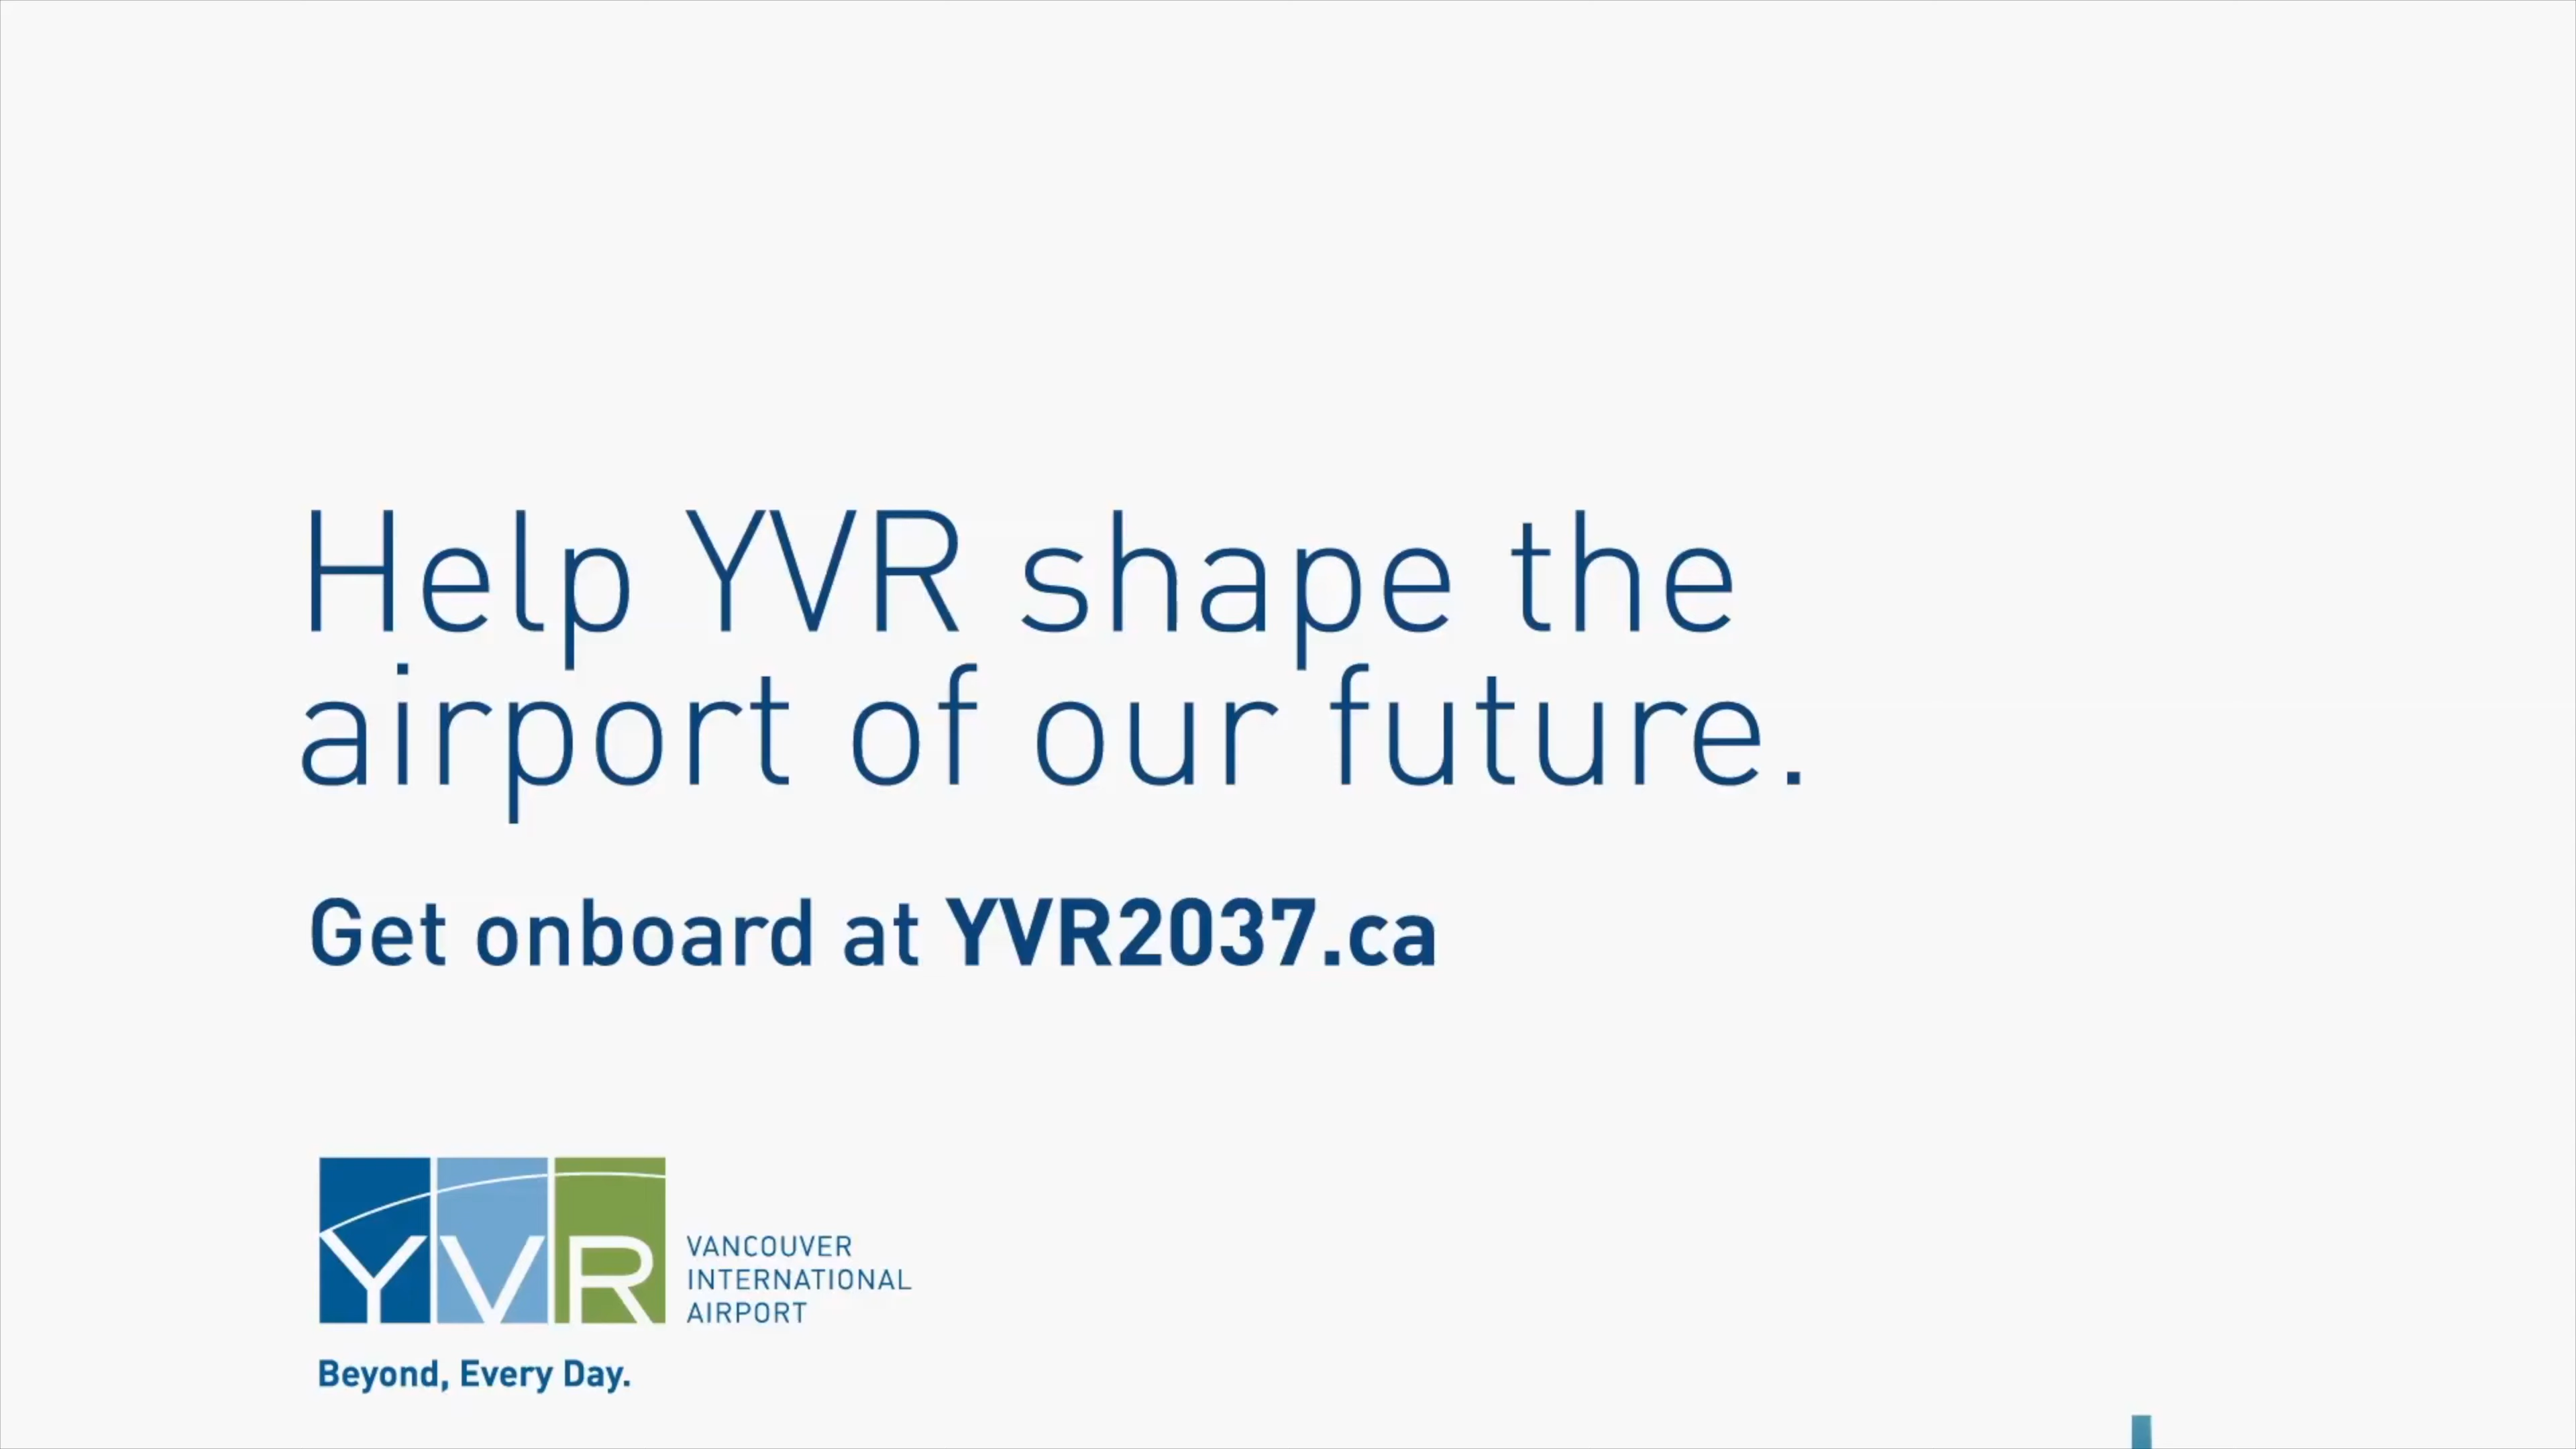 Help YVR shape the
airport of our future.
Get onboard at YVR2037.ca
YVR
VANCOUVER
INTERNATIONAL
AIRPORT
Beyond, Every Day.